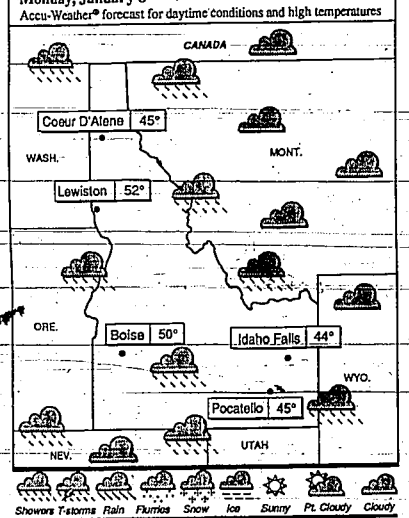 Accu-Weather® forecast for daytime conditions and high temperatures
CANADA
Coeur D'Alene 45°
WASH.
MONT.
Lewiston 52°
ORE.
Boise 50°
Idaho Falls 44°
WYO.
Pocatello 45°
NEV.
UTAH
Showers T-storms Rain Flurries Snow Ice Sunny Pt. Cloudy Cloudy